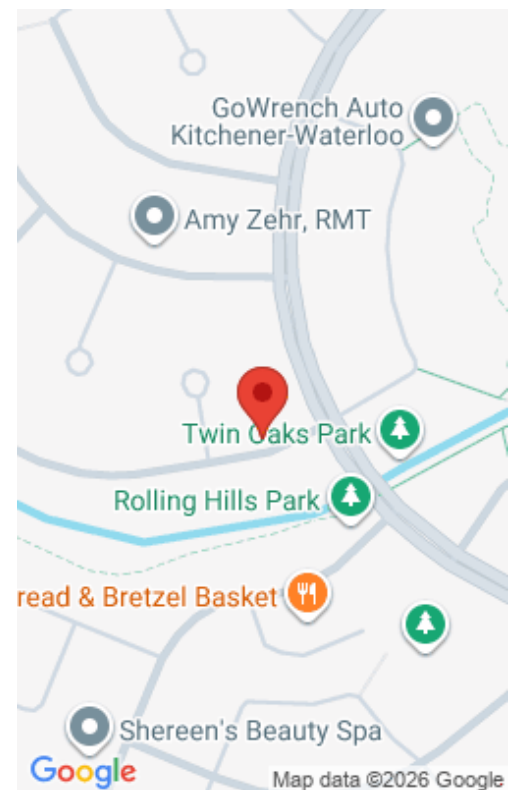 GoWrench Auto
Kitchener-Waterloo
Amy Zehr, RMT
Twin Oaks Park
Rolling Hills Park
read & Bretzel Basket
Shereen's Beauty Spa
Google
Map data ©2026 Google